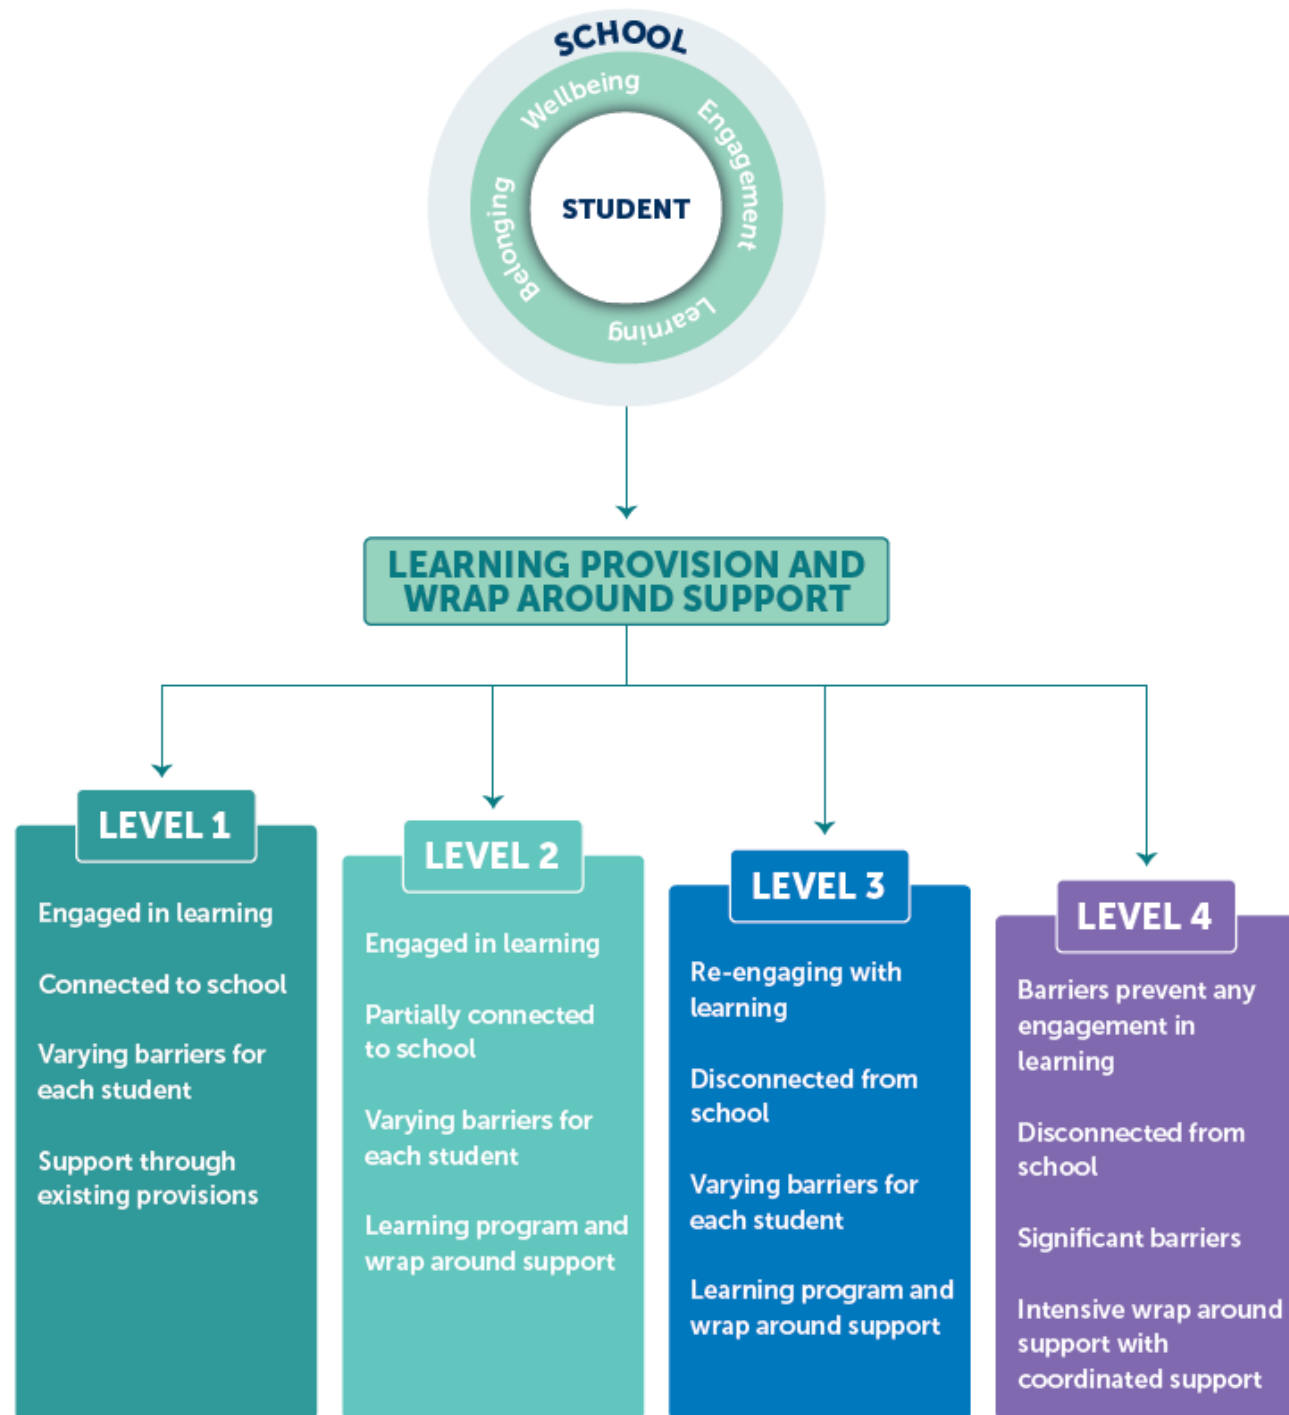 SCHOOL
Wellbeing
Engagement
Belonging
Learning
STUDENT
LEARNING PROVISION AND
WRAP AROUND SUPPORT
LEVEL 1
Engaged in learning
Connected to school
Varying barriers for
each student
Support through
existing provisions
LEVEL 2
Engaged in learning
Partially connected
to school
Varying barriers for
each student
Learning program and
wrap around support
LEVEL 3
Re-engaging with
learning
Disconnected from
school
Varying barriers for
each student
Learning program and
wrap around support
LEVEL 4
Barriers prevent any
engagement in
learning
Disconnected from
school
Significant barriers
Intensive wrap around
support with
coordinated support